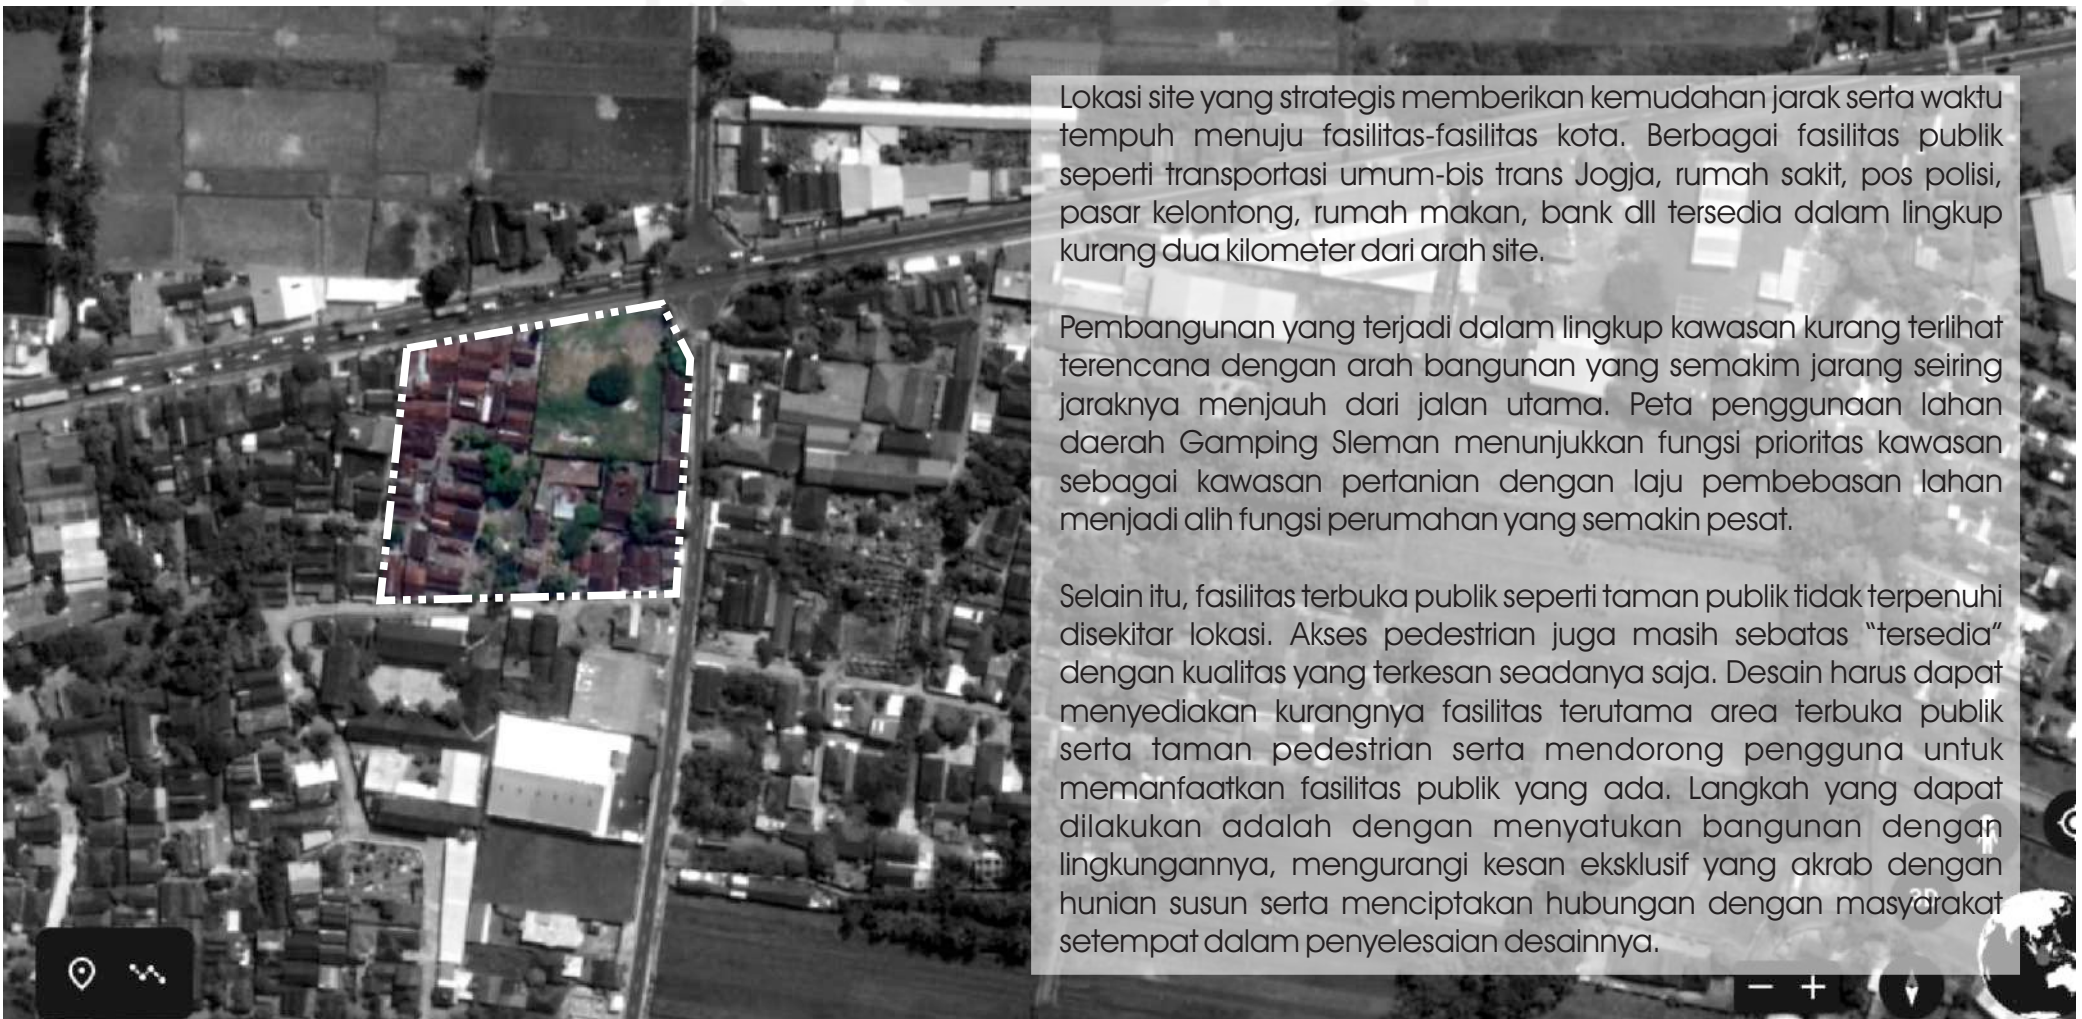 Lokasi site yang strategis memberikan kemudahan jarak serta waktu
tempuh menuju fasilitas-fasilitas kota. Berbagai fasilitas publik
seperti transportasi umum-bis trans Jogja, rumah sakit, pos polisi,
pasar kelontong, rumah makan, bank dll tersedia dalam lingkup
kurang dua kilometer dari arah site.
Pembangunan yang terjadi dalam lingkup kawasan kurang terlihat
terencana dengan arah bangunan yang semakim jarang seiring
jaraknya menjauh dari jalan utama. Peta penggunaan lahan
daerah Gamping Sleman menunjukkan fungsi prioritas kawasan
sebagai kawasan pertanian dengan laju pembebasan lahan
menjadi alih fungsi perumahan yang semakin pesat.
Selain itu, fasilitas terbuka publik seperti taman publik tidak terpenuhi
disekitar lokasi. Akses pedestrian juga masih sebatas “tersedia“
dengan kualitas yang terkesan seadanya saja. Desain harus dapat
menyediakan kurangnya fasilitas terutama area terbuka publik
serta taman pedestrian serta mendorong pengguna untuk
memanfaatkan fasilitas publik yang ada. Langkah yang dapat
dilakukan adalah dengan menyatukan bangunan dengan
lingkungannya, mengurangi kesan eksklusif yang akrab dengan
hunian susun serta menciptakan hubungan dengan masyarakat
setempat dalam penyelesaian desainnya.